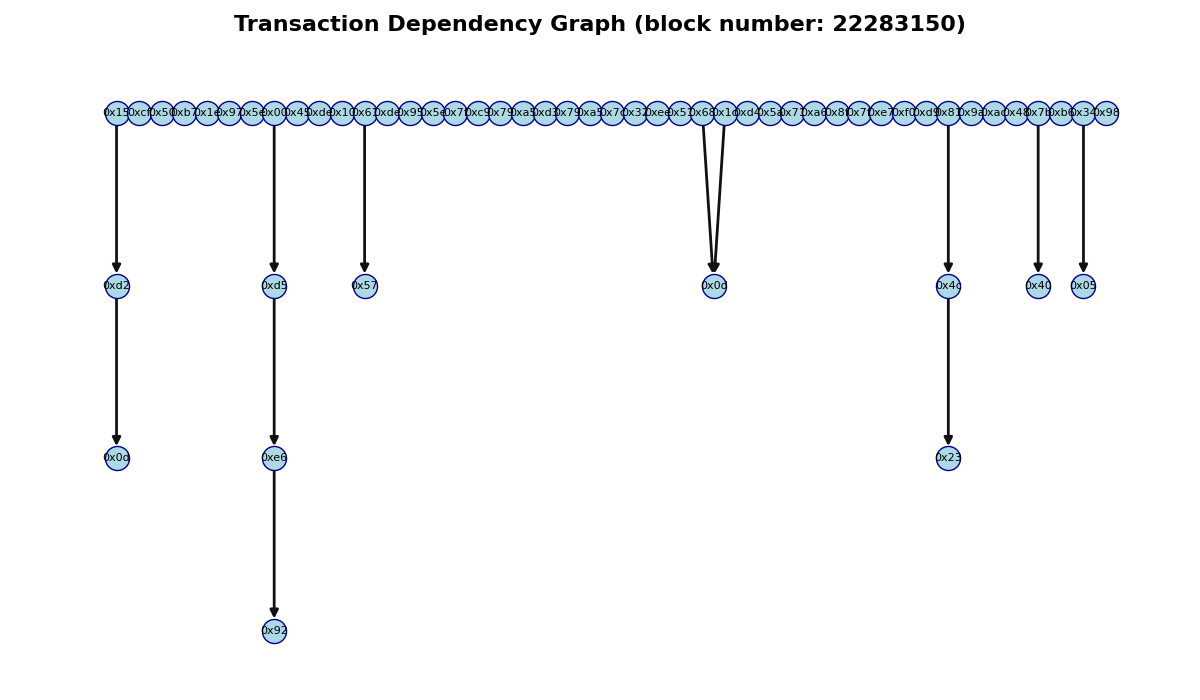 Transaction Dependency Graph (block number: 22283150)
0x15 0xcf 0x50 0xb7 0x1e 0x97 0x5e 0x00 0x45 0xde 0x10 0x61 0xde 0x95 0x5e 0x7f 0xc9 0x79 0xa5 0xd3 0x79 0xa5 0x7c 0x32 0xee 0x51 0x68 0x1d 0xd4 0x5a 0x71 0xa6 0x8f 0x7f 0xe7 0xf0 0xd9 0x81 0x9a 0xac 0x48 0x7b 0xb6 0x34 0x98
0xd2 0xd5 0x57 0x0d 0x4c 0x40 0x05
0x0d 0xe6 0x23
0x92